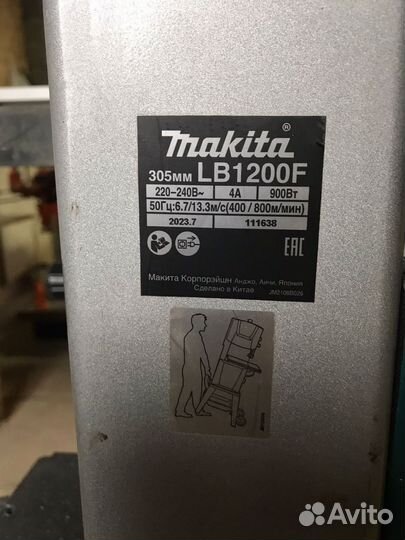 makita®
305мм LB1200F
220-240В~ 4А 900Вт
50Гц:6.7/13.3м/с(400 / 800м/мин)
2023.7 111638
EAC
Макита Корпорэйшн Анджо, Аичи, Япония
Сделано в Китае JM2106B026
Avito